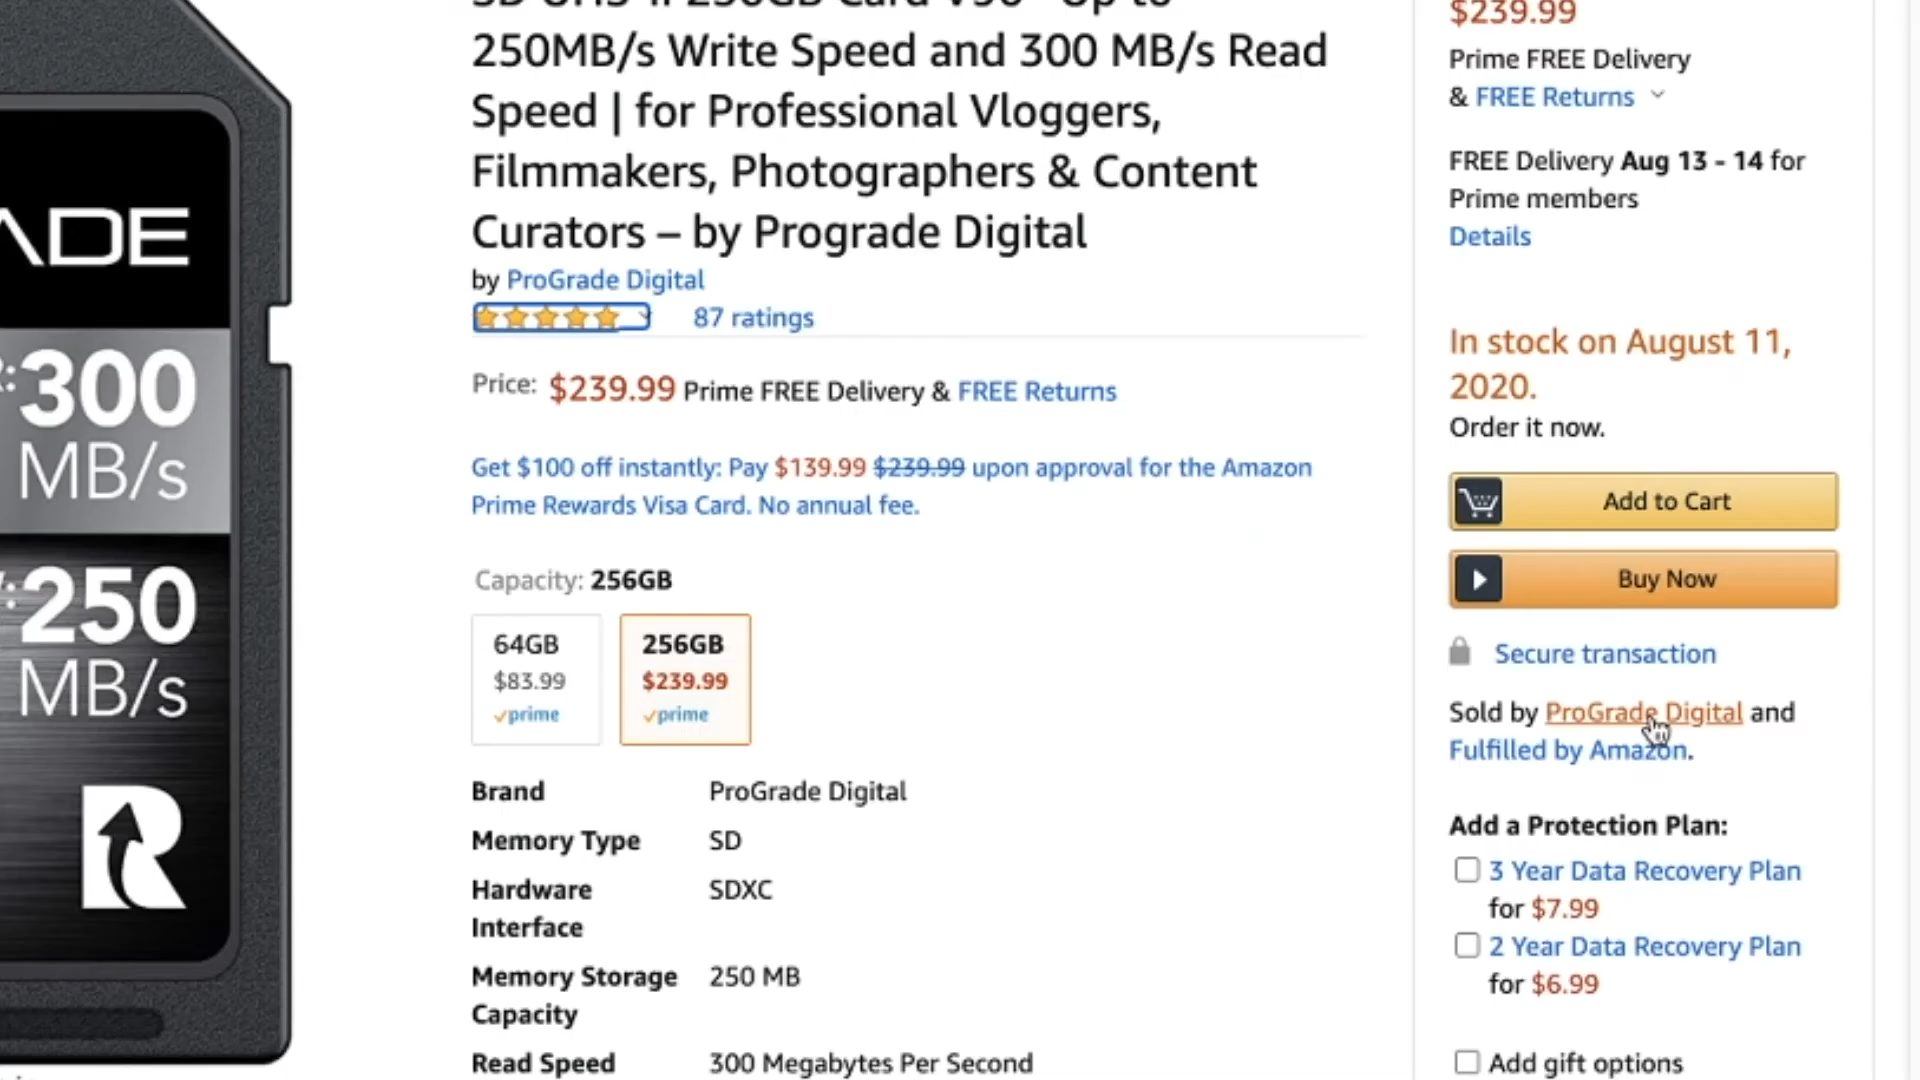 250MB/s Write Speed and 300 MB/s Read
Speed | for Professional Vloggers,
Filmmakers, Photographers & Content
Curators – by Prograde Digital
by ProGrade Digital
87 ratings
Price: $239.99 Prime FREE Delivery & FREE Returns
Get $100 off instantly: Pay $139.99 $239.99 upon approval for the Amazon
Prime Rewards Visa Card. No annual fee.
Capacity: 256GB
64GB
$83.99
prime
256GB
$239.99
prime
Brand ProGrade Digital
Memory Type SD
Hardware SDXC
Interface
Memory Storage 250 MB
Capacity
Read Speed 300 Megabytes Per Second
ADE
300
MB/s
250
MB/s
R
$239.99
Prime FREE Delivery
& FREE Returns
FREE Delivery Aug 13 - 14 for
Prime members
Details
In stock on August 11,
2020.
Order it now.
Add to Cart
Buy Now
Secure transaction
Sold by ProGrade Digital and
Fulfilled by Amazon.
Add a Protection Plan:
3 Year Data Recovery Plan
for $7.99
2 Year Data Recovery Plan
for $6.99
Add gift options